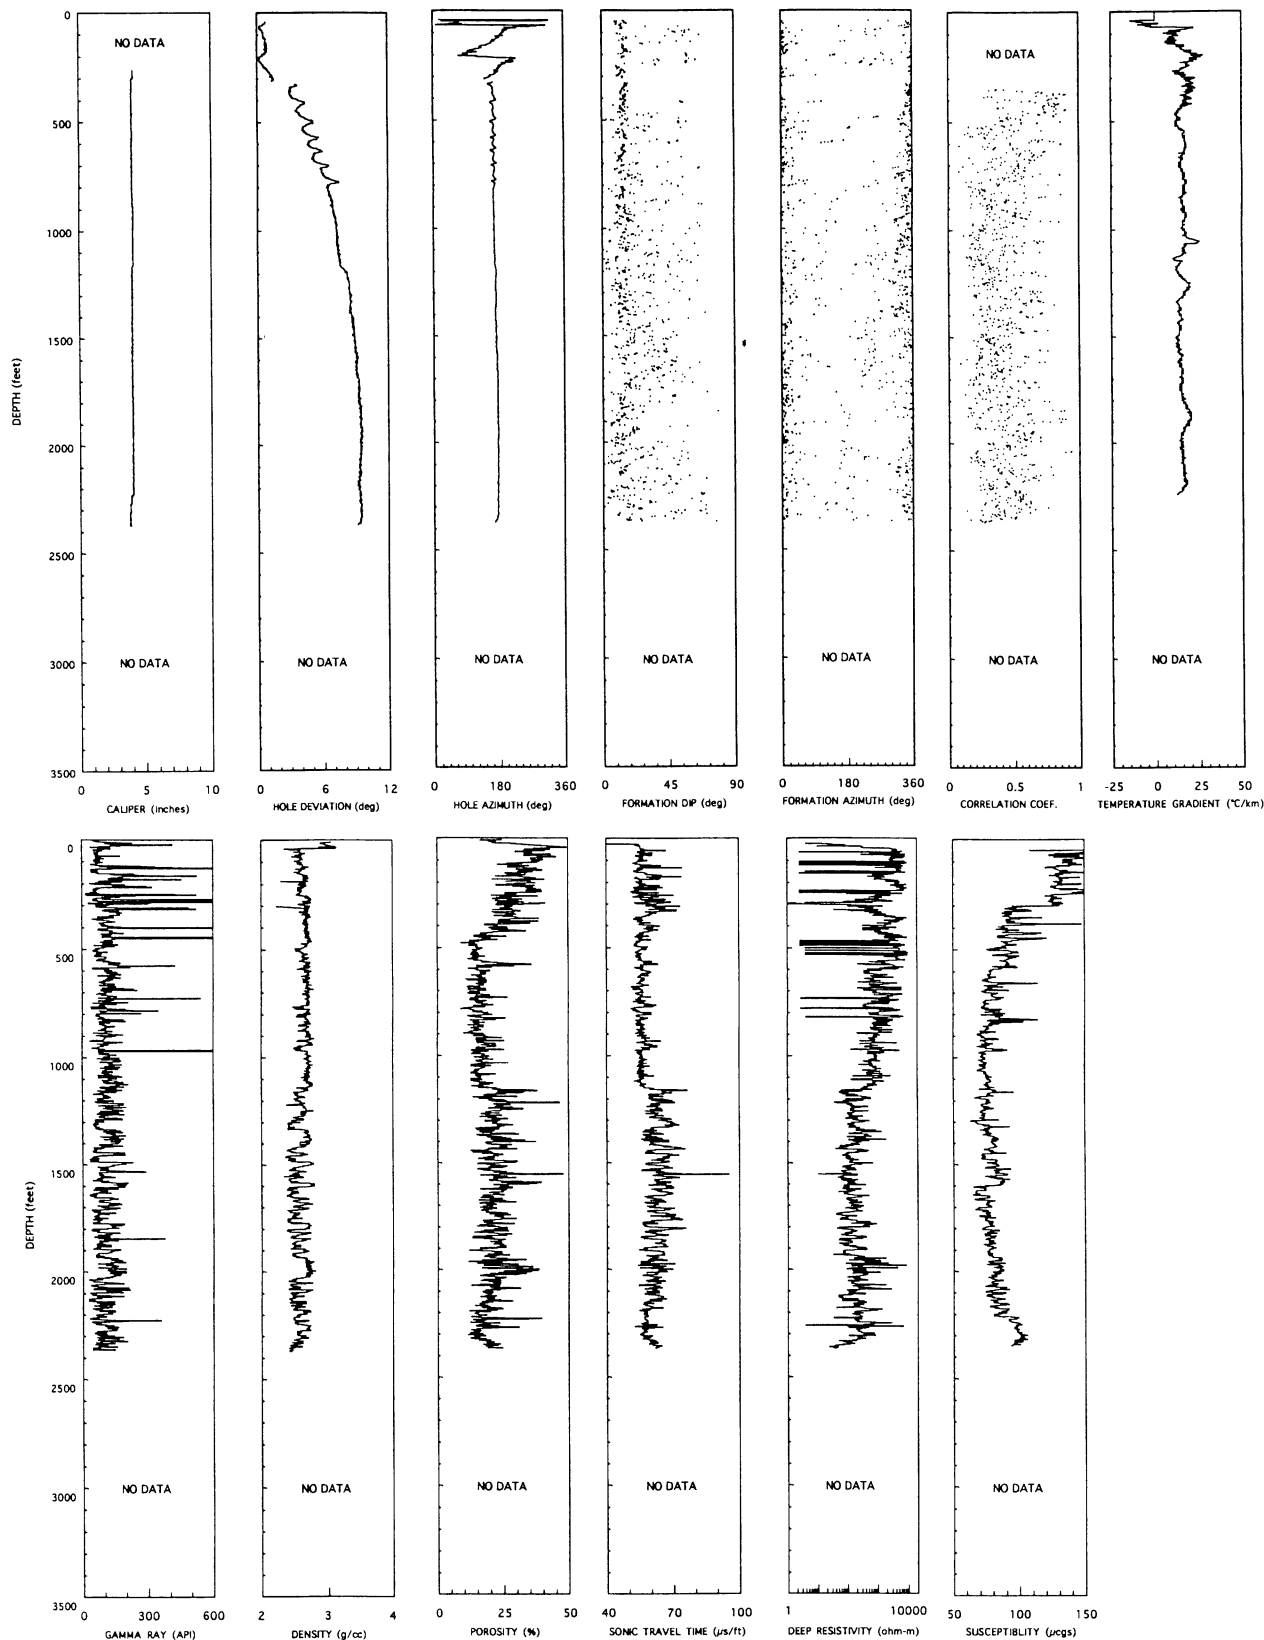 0
NO DATA
NO DATA
500
1000
1500
DEPTH (feet)
2000
2500
3000
NO DATA
NO DATA
NO DATA
NO DATA
NO DATA
NO DATA
NO DATA
3500
0 5 10
0 6 12
0 180 360
0 45 90
0 180 360
0 0.5 1
-25 0 25 50
CALIPER (inches)
HOLE DEVIATION (deg)
HOLE AZIMUTH (deg)
FORMATION DIP (deg)
FORMATION AZIMUTH (deg)
CORRELATION COEF.
TEMPERATURE GRADIENT (°C/km)
0
500
1000
1500
DEPTH (feet)
2000
2500
3000
NO DATA
NO DATA
NO DATA
NO DATA
NO DATA
NO DATA
3500
0 300 600
2 3 4
0 25 50
40 70 100
1 10000
50 100 150
GAMMA RAY (API)
DENSITY (g/cc)
POROSITY (%)
SONIC TRAVEL TIME (µs/ft)
DEEP RESISTIVITY (ohm-m)
SUSCEPTIBLITY (µcgs)